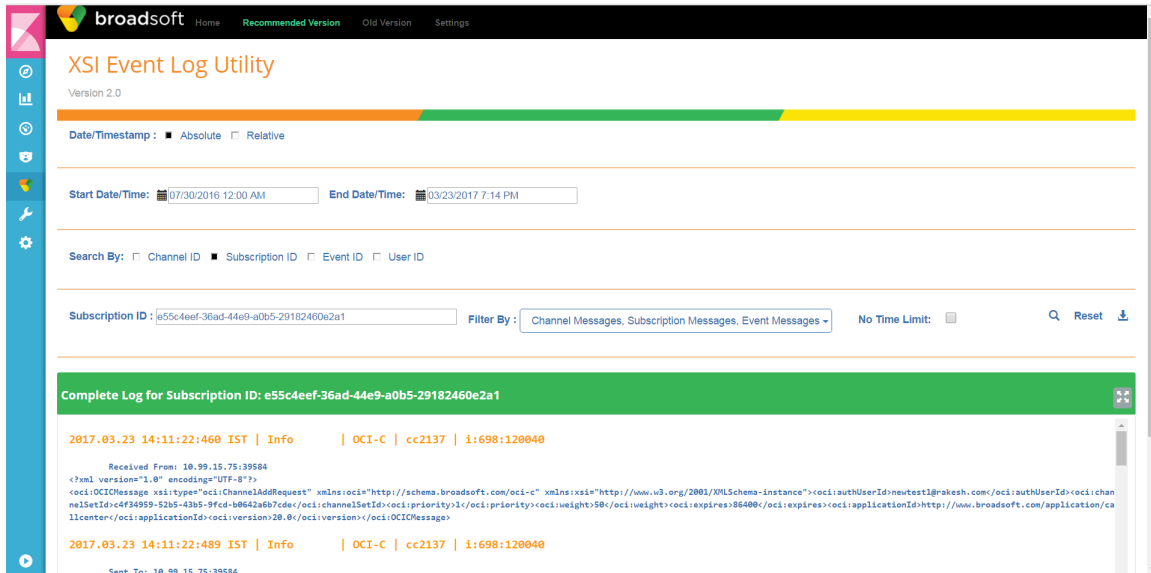 broadsoft Home Recommended Version Old Version Settings
XSI Event Log Utility
Version 2.0
Date/Timestamp : Absolute Relative
Start Date/Time: 07/30/2016 12:00 AM End Date/Time: 03/23/2017 7:14 PM
Search By: Channel ID Subscription ID Event ID User ID
Subscription ID : e55c4eef-36ad-44e9-a0b5-29182460e2a1 Filter By : Channel Messages, Subscription Messages, Event Messages No Time Limit: Reset
Complete Log for Subscription ID: e55c4eef-36ad-44e9-a0b5-29182460e2a1
2017.03.23 14:11:22:460 IST | Info | OCI-C | cc2137 | i:698:120040
Received From: 10.99.15.75:39584
<?xml version="1.0" encoding="UTF-8"?>
<oci:OCICMessage xsi:type="oci:ChannelAddRequest" xmlns:oci="http://schema.broadsoft.com/oci-c" xmlns:xsi="http://www.w3.org/2001/XMLSchema-instance"><oci:authUserId>newtest1@rakesh.com</oci:authUserId><oci:chan
nelSetId>c4f34959-52b5-43b5-9fcd-b0642a6b7cde</oci:channelSetId><oci:priority>1</oci:priority><oci:weight>50</oci:weight><oci:expires>86400</oci:expires><oci:applicationId>http://www.broadsoft.com/application/ca
llcenter</oci:applicationId><oci:version>20.0</oci:version></oci:OCICMessage>
2017.03.23 14:11:22:489 IST | Info | OCI-C | cc2137 | i:698:120040
Sent To: 10.99.15.75:39584